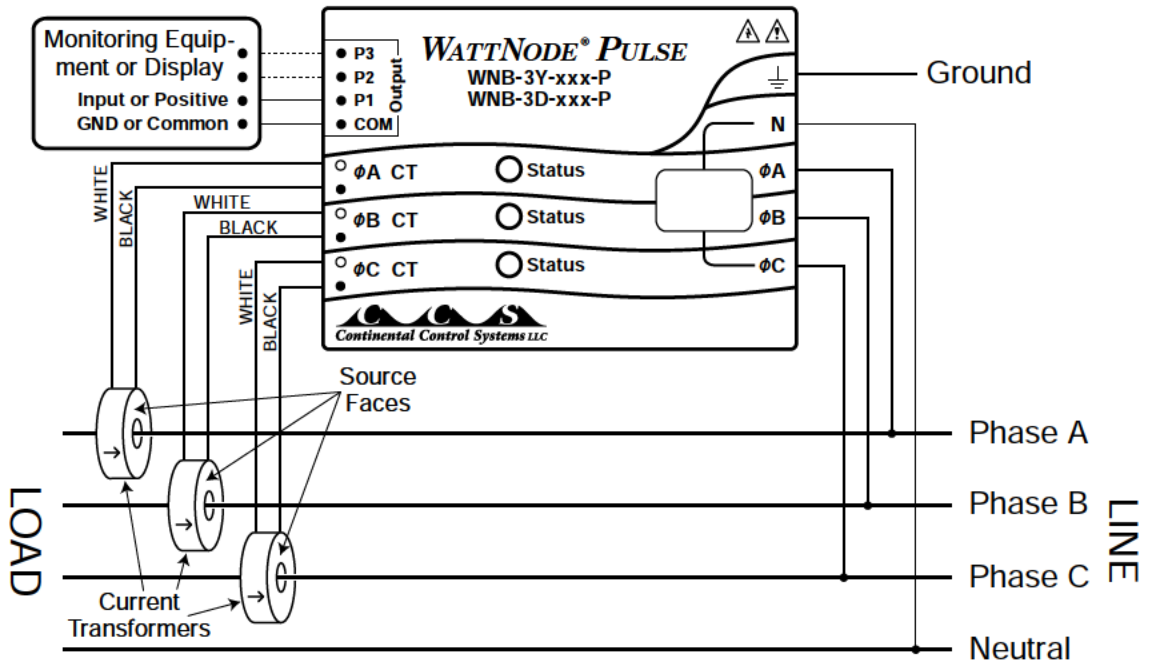 Monitoring Equip-
ment or Display
Input or Positive
GND or Common
P3
P2
P1
COM
Output
WATTNODE® PULSE
WNB-3Y-xxx-P
WNB-3D-xxx-P
Ground
N
ϕA CT
Status
ϕA
ϕB CT
Status
ϕB
ϕC CT
Status
ϕC
WHITE
BLACK
WHITE
BLACK
WHITE
BLACK
C C S
Continental Control Systems LLC
Source
Faces
Phase A
Phase B
Phase C
Neutral
LOAD
LINE
Current
Transformers